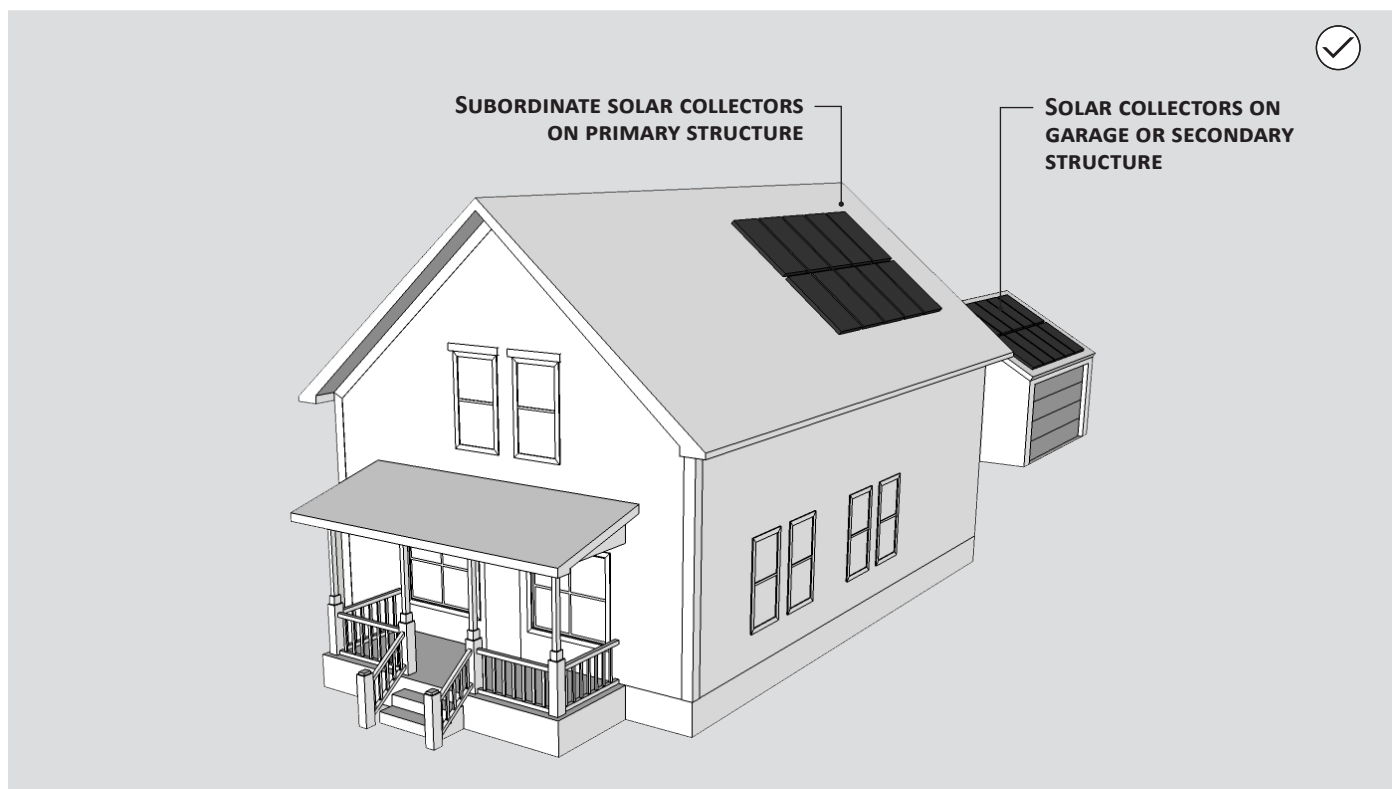 Subordinate solar collectors
on primary structure
Solar collectors on
garage or secondary
structure